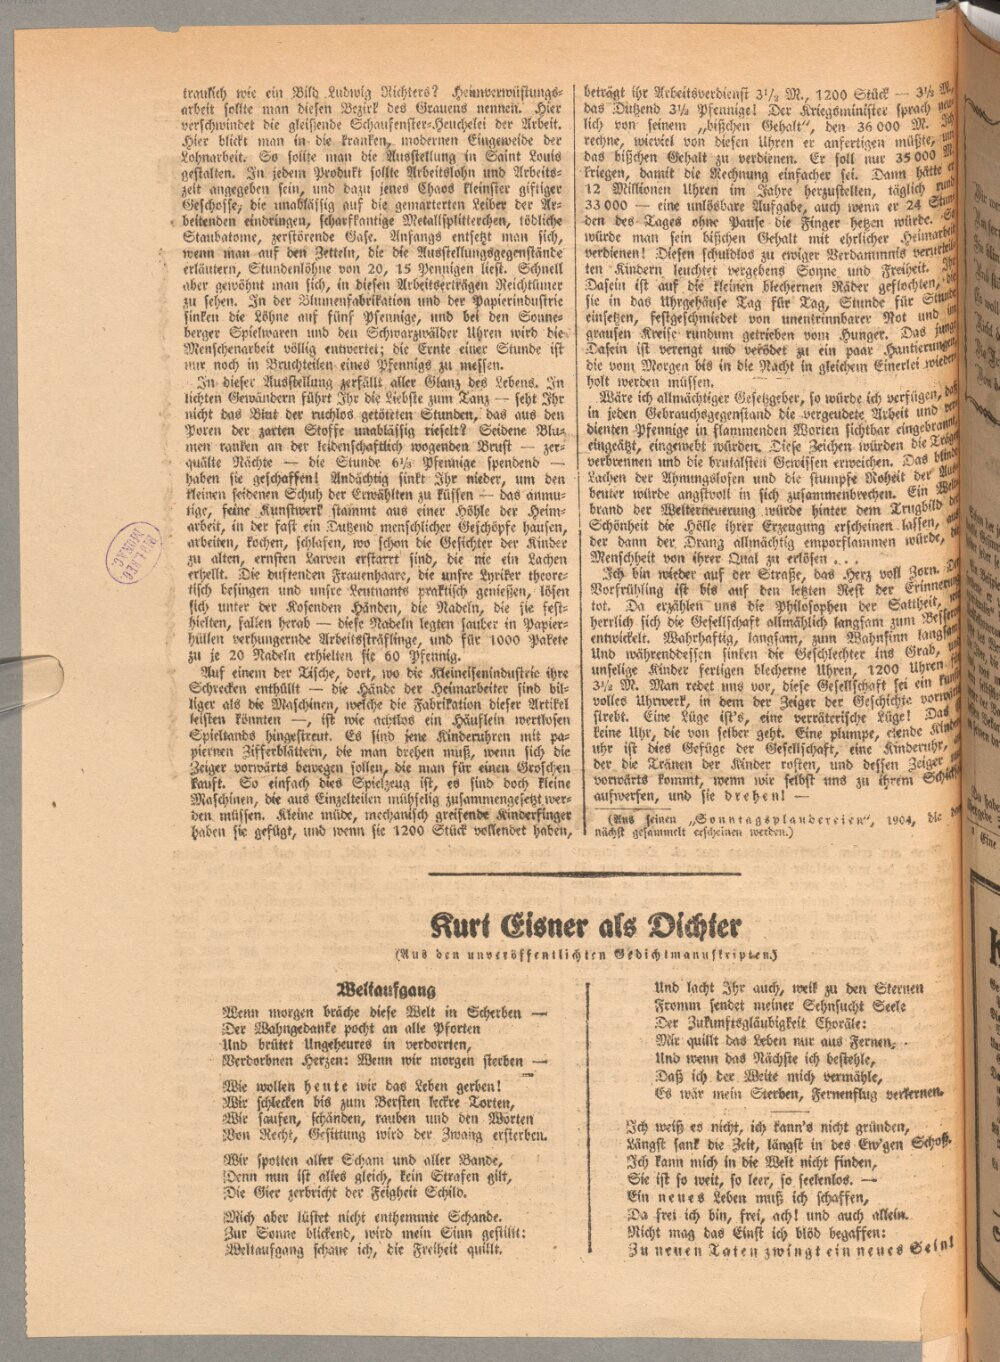 traulich wie ein Bild Ludwig Richters? Heimverwüstungs-
arbeit sollte man diesen Bezirk des Grauens nennen. Hier
verschwindet die gleißende Schaufenster-Heuchelei der Arbeit.
Hier blickt man in die kranken, modernen Eingeweide der
Lohnarbeit. So sollte man die Ausstellung in Saint Louis
gestalten. In jedem Produkt sollte Arbeitslohn und Arbeits-
zeit angegeben sein, und dazu jenes Chaos kleinster giftiger
Geschosse, die unablässig auf die gemarterten Leiber der Ar-
beitenden eindringen, scharfkantige Metallsplitterchen, tödliche
Staubatome, zerstörende Gase. Anfangs entsetzt man sich,
wenn man auf den Zetteln, die die Ausstellungsgegenstände
erläutern, Stundenlöhne von 20, 15 Pennigen liest. Schnell
aber gewöhnt man sich, in diesen Arbeitserträgen Reichtümer
zu sehen. In der Blumenfabrikation und der Papierindustrie
sinken die Löhne auf fünf Pfennige, und bei den Sonne-
berger Spielwaren und den Schwarzwälder Uhren wird die
Menschenarbeit völlig entwertet; die Ernte einer Stunde ist
nur noch in Bruchteilen eines Pfennigs zu messen.
In dieser Ausstellung zerfällt aller Glanz des Lebens. In
lichten Gewändern führt Ihr die Liebste zum Tanz — seht Ihr
nicht das Blut der ruchlos getöteten Stunden, das aus den
Poren der zarten Stoffe unablässig rieselt? Seidene Blu-
men ranken an der leidenschaftlich wogenden Brust — zer-
quälte Nächte — die Stunde 6⅓ Pfennige spendend —
haben sie geschaffen! Andächtig sinkt Ihr nieder, um den
kleinen seidenen Schuh der Erwählten zu küssen — das anmu-
tige, feine Kunstwerk stammt aus einer Höhle der Heim-
arbeit, in der fast ein Dutzend menschlicher Geschöpfe hausen,
arbeiten, kochen, schlafen, wo schon die Gesichter der Kinder
zu alten, ernsten Larven erstarrt sind, die nie ein Lachen
erhellt. Die duftenden Frauenhaare, die unsre Lyriker theore-
tisch besingen und unsre Leutnants praktisch genießen, lösen
sich unter der Kosenden Händen, die Nadeln, die sie fest-
hielten, fallen herab — diese Nadeln legten sauber in Papier-
hüllen verhungernde Arbeitssträflinge, und für 1000 Pakete
zu je 20 Nadeln erhielten sie 60 Pfennig.
Auf einem der Tische, dort, wo die Kleineisenindustrie ihre
Schrecken enthüllt — die Hände der Heimarbeiter sind bil-
liger als die Maschinen, welche die Fabrikation dieser Artikel
leisten könnten —, ist wie achtlos ein Häuflein wertlosen
Spieltands hingestreut. Es sind jene Kinderuhren mit pa-
piernen Zifferblättern, die man drehen muß, wenn sich die
Zeiger vorwärts bewegen sollen, die man für einen Groschen
kauft. So einfach dies Spielzeug ist, es sind doch kleine
Maschinen, die aus Einzelteilen mühselig zusammengesetzt wer-
den müssen. Kleine müde, mechanisch greifende Kinderfinger
haben sie gefügt, und wenn sie 1200 Stück vollendet haben,
beträgt ihr Arbeitsverdienst 3½ M., 1200 Stück — 3½ M.,
das Dutzend 3½ Pfennige! Der Kriegsminister sprach neu-
lich von seinem „bißchen Gehalt“, den 36 000 M. Ich
rechne, wieviel von diesen Uhren er anfertigen müßte, um
das bißchen Gehalt zu verdienen. Er soll nur 35 000 M.
kriegen, damit die Rechnung einfacher sei. Dann hätte er
12 Millionen Uhren im Jahre herzustellen, täglich rund
33 000 — eine unlösbare Aufgabe, auch wenn er 24 Stun-
den des Tages ohne Pause die Finger hetzen würde. So
würde man sein bißchen Gehalt mit ehrlicher Heimarbeit
verdienen! Diesen schuldlos zu ewiger Verdammnis verurteil-
ten Kindern leuchtet vergebens Sonne und Freiheit. Ihr
Dasein ist auf die kleinen blechernen Räder geflochten, die
sie in das Uhrgehäuse Tag für Tag, Stunde für Stunde
einsetzen, festgeschmiedet von unentrinnbarer Not und im
grausen Kreise rundum getrieben vom Hunger. Das junge
Dasein ist verengt und verödet zu ein paar Hantierungen,
die vom Morgen bis in die Nacht in gleichem Einerlei wieder-
holt werden müssen.
Wäre ich allmächtiger Gesetzgeber, so würde ich verfügen, daß
in jeden Gebrauchsgegenstand die vergeudete Arbeit und ver-
dienten Pfennige in flammenden Worten sichtbar eingebrannt,
eingeätzt, eingewebt würden. Diese Zeichen würden die Träger
verbrennen und die brutalsten Gewissen erweichen. Das blinde
Lachen der Ahnungslosen und die stumpfe Roheit der Aus-
beuter würde angstvoll in sich zusammenbrechen. Ein Welt-
brand der Welterneuerung würde hinter dem Trugbild der
Schönheit die Hölle ihrer Erzeugung erscheinen lassen, aus
der dann der Drang allmächtig emporflammen würde, die
Menschheit von ihrer Qual zu erlösen . . .
Ich bin wieder auf der Straße, das Herz voll Zorn. Der
Vorfrühling ist bis auf den letzten Rest der Erinnerung
tot. Da erzählen uns die Philosophen der Sattheit, wie
herrlich sich die Gesellschaft allmählich langsam zum Bessern
entwickelt. Wahrhaftig, langsam, zum Wahnsinn langsam.
Und währenddessen sinken die Geschlechter ins Grab, und
unselige Kinder fertigen blecherne Uhren, 1200 Uhren für
3½ M. Man redet uns vor, diese Gesellschaft sei ein kunst-
volles Uhrwerk, in dem der Zeiger der Geschichte vorwärts
strebt. Eine Lüge ist's, eine verräterische Lüge! Das ist
keine Uhr, die von selber geht. Eine plumpe, elende Kinder-
uhr ist dies Gefüge der Gesellschaft, eine Kinderuhr, an
der die Tränen der Kinder rosten, und dessen Zeiger nur
vorwärts kommt, wenn wir selbst uns zu ihrem Schicksal
aufwerfen, und sie drehen! —
(Aus seinen „Sonntagsplaudereien“, 1904, die dem-
nächst gesammelt erscheinen werden.)
Kurt Eisner als Dichter
(Aus den unveröffentlichten Gedichtmanuskripten.)
Weltaufgang
Wenn morgen bräche diese Welt in Scherben —
Der Wahngedanke pocht an alle Pforten
Und brütet Ungeheures in verdorrten,
Verdorbnen Herzen: Wenn wir morgen sterben —
Wie wollen heute wir das Leben gerben!
Wir schlecken bis zum Bersten leckre Torten,
Wir saufen, schänden, rauben und den Worten
Von Recht, Gesittung wird der Zwang ersterben.
Wir spotten aller Scham und aller Bande,
Denn nun ist alles gleich, kein Strafen gilt,
Die Gier zerbricht der Feigheit Schild.
Mich aber lüstet nicht enthemmte Schande.
Zur Sonne blickend, wird mein Sinn gestillt:
Weltaufgang schaue ich, die Freiheit quillt.
Und lacht Ihr auch, weil zu den Sternen
Fromm sendet meiner Sehnsucht Seele
Der Zukunftsgläubigkeit Choräle:
Mir quillt das Leben nur aus Fernen,
Und wenn das Nächste ich bestehle,
Daß ich der Weite mich vermähle,
Es wär mein Sterben, Fernenflug verlernen.
Ich weiß es nicht, ich kann's nicht gründen,
Längst sank die Zeit, längst in des Ew'gen Schoß.
Ich kann mich in die Welt nicht finden,
Sie ist so weit, so leer, so seelenlos. —
Ein neues Leben muß ich schaffen,
Da frei ich bin, frei, ach! und auch allein.
Nicht mag das Einst ich blöd begaffen:
Zu neuen Taten zwingt ein neues Sein!